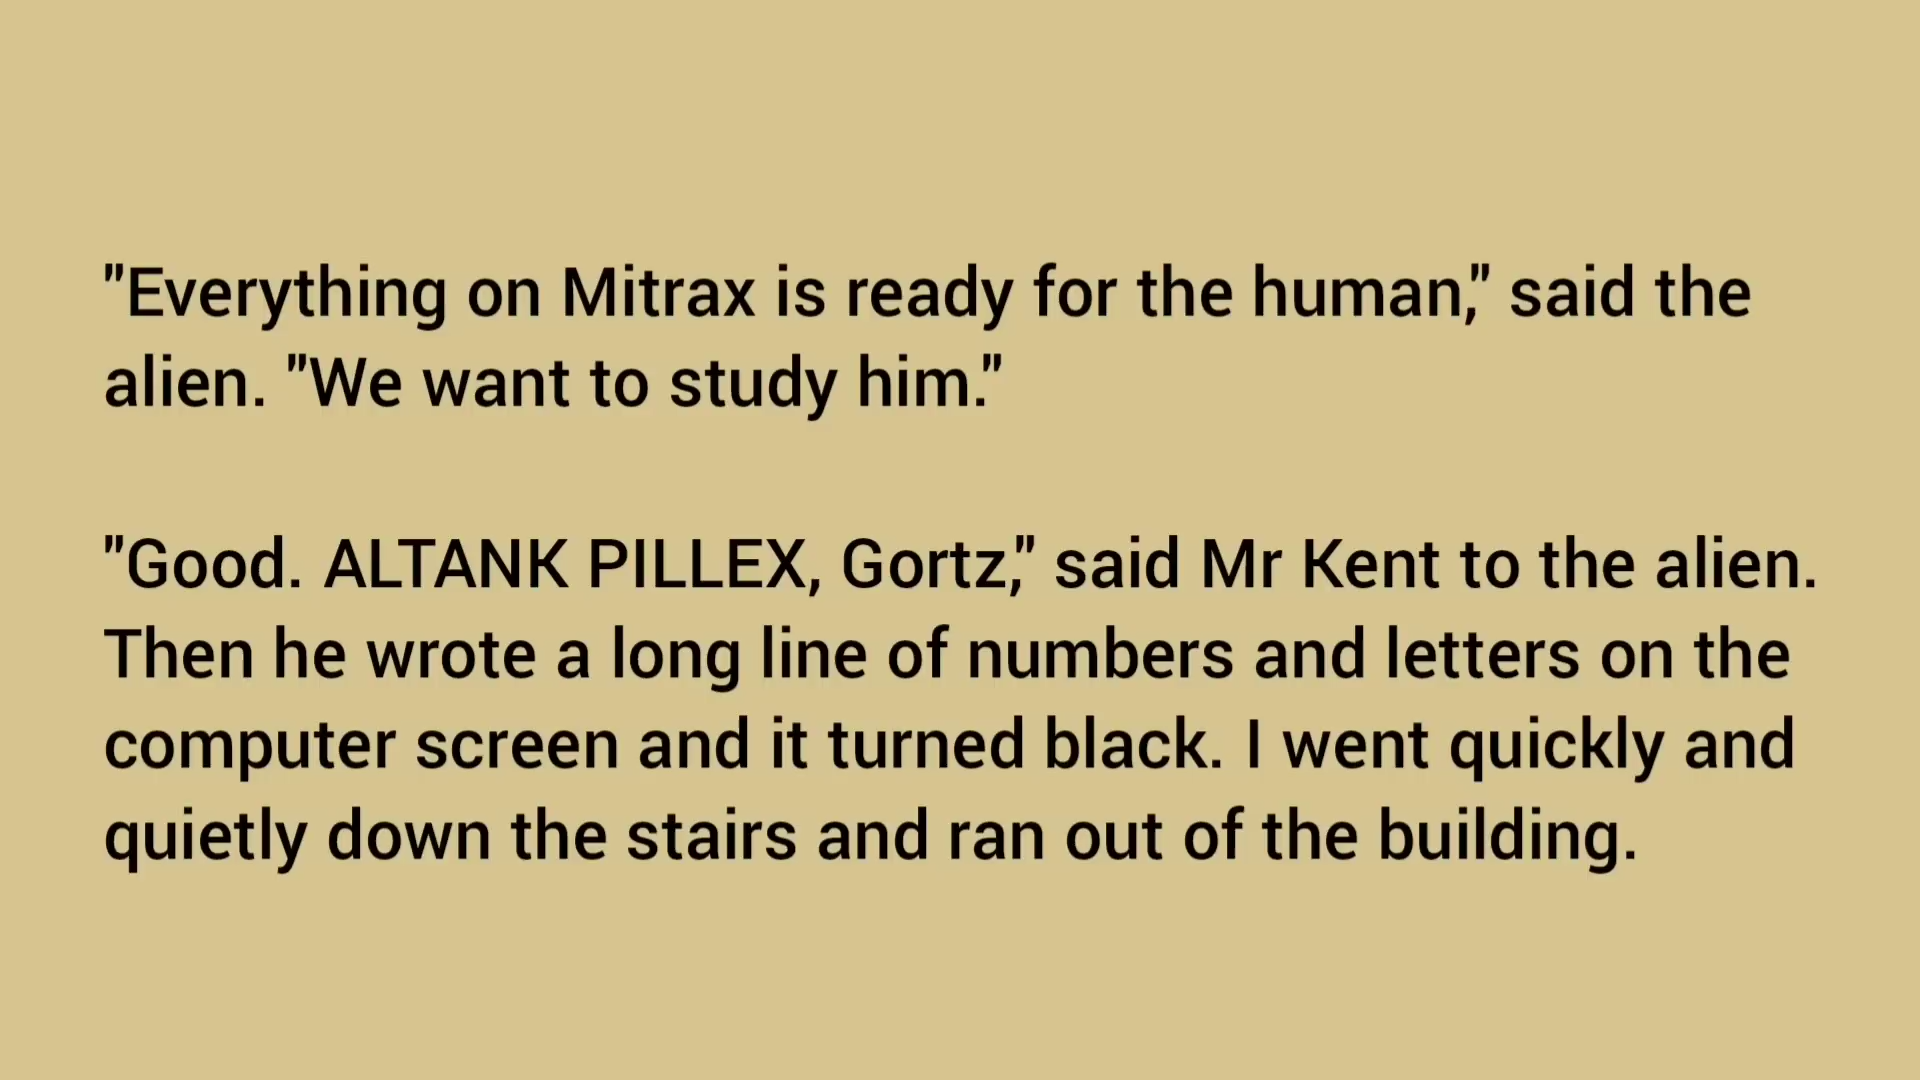 "Everything on Mitrax is ready for the human," said the
alien. "We want to study him."
"Good. ALTANK PILLEX, Gortz," said Mr Kent to the alien.
Then he wrote a long line of numbers and letters on the
computer screen and it turned black. I went quickly and
quietly down the stairs and ran out of the building.